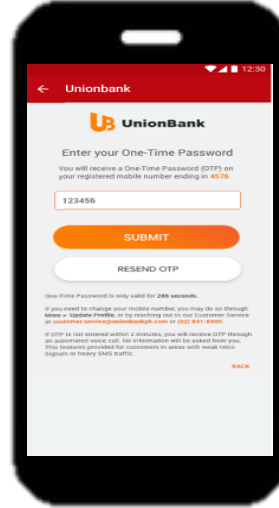 12:30
Unionbank
UB UnionBank
Enter your One-Time Password
You will receive a One-Time Password (OTP) on
your registered mobile number ending in 4576
123456
SUBMIT
RESEND OTP
One-Time Password is only valid for 286 seconds.
If you need to change your mobile number, you may do so through
More > Update Profile, or by reaching out to our Customer Service
at customer.service@unionbankph.com or (02) 841-8500.
If OTP is not entered within 2 minutes, you will receive OTP through
an automated voice call. No information will be asked from you.
This features provided for customers in areas with weak telco
Signals or heavy SMS traffic.
BACK